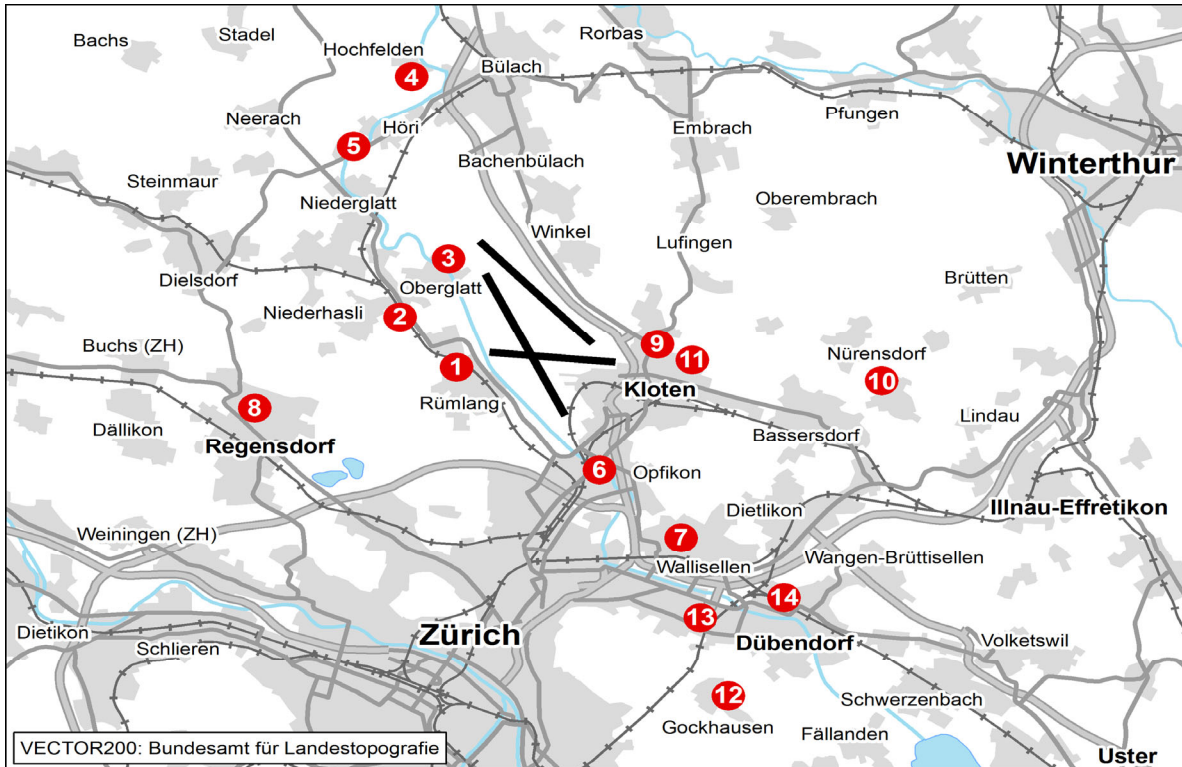 Bachs
Stadel
Hochfelden
Rorbas
4
Bülach
Neerach
5
Höri
Embrach
Pfungen
Bachenbülach
Winterthur
Steinmaur
Niederglatt
Oberembrach
Winkel
Lufingen
3
Dielsdorf
Oberglatt
Brütten
Niederhasli
2
Buchs (ZH)
9
11
Nürensdorf
1
Kloten
10
Rümlang
8
Lindau
Dällikon
Regensdorf
Bassersdorf
6
Opfikon
Dietlikon
Illnau-Effretikon
Weiningen (ZH)
7
Wallisellen
Wangen-Brüttisellen
14
13
Dietikon
Zürich
Dübendorf
Volketswil
Schlieren
12
Schwerzenbach
Gockhausen
Fällanden
VECTOR200: Bundesamt für Landestopografie
Uster